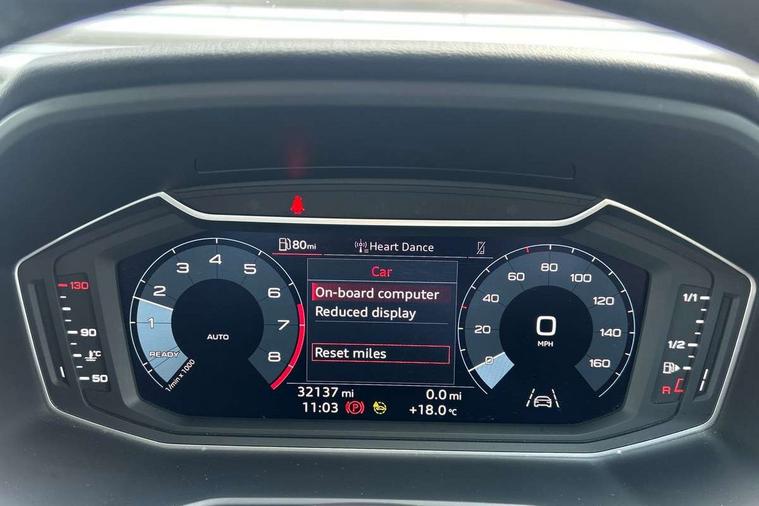 80mi
Heart Dance
Car
On-board computer
Reduced display
Reset miles
32137 mi
0.0 mi
11:03
(P)
+18.0 °C
READY
1
2
3
4
5
6
7
8
AUTO
1/min x 1000
0
20
40
60
80
100
120
140
160
0
MPH
130
90
°C
50
1/1
1/2
R